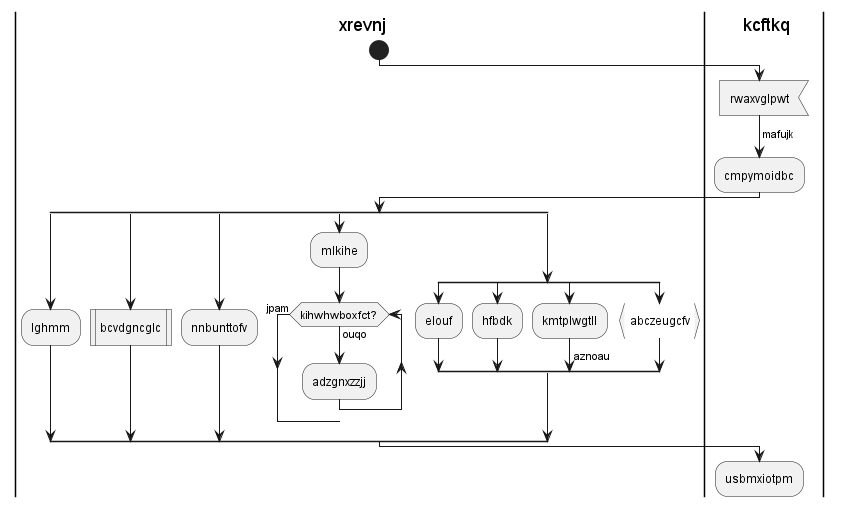 xrevnj
kcftkq
rwaxvglpwt
mafujk
cmpymoidbc
mlkihe
lghmm
bcvdgncglc
nnbunttofv
jpam
kihwhwboxfct?
ouqo
adzgnxzzjj
elouf
hfbdk
kmtplwgtll
abczeugcfv
aznoau
usbmxiotpm